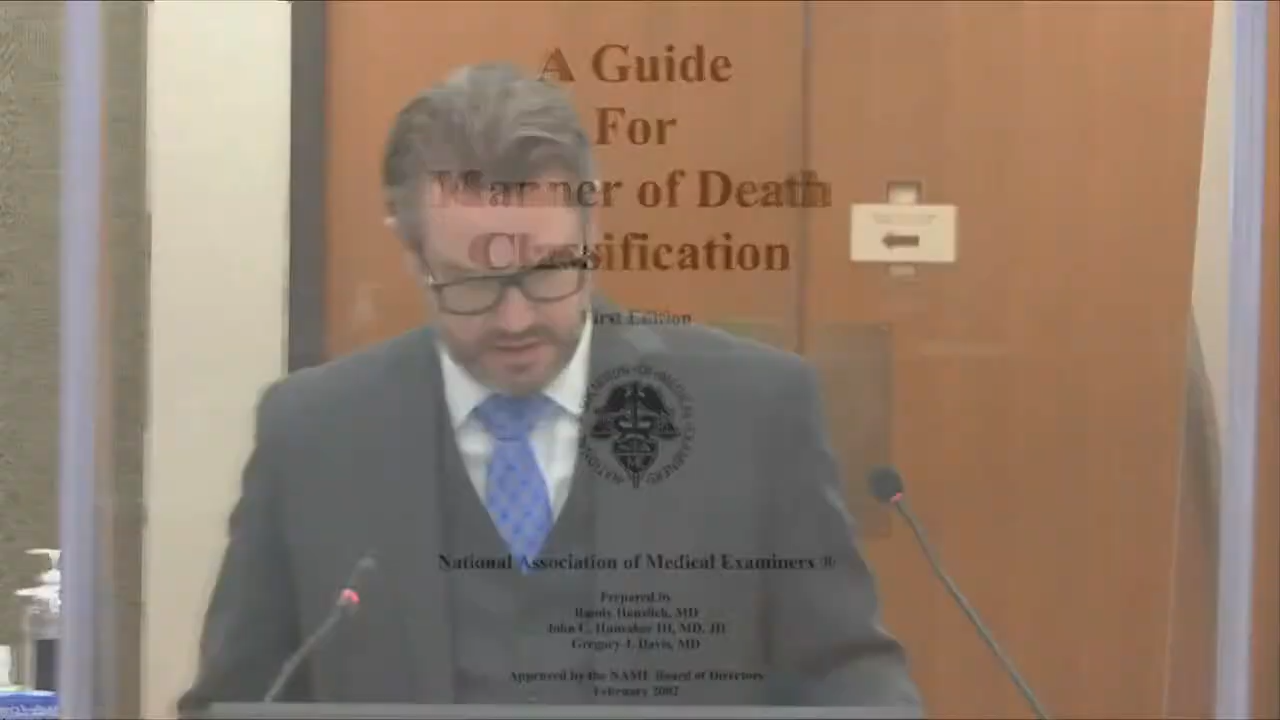 A Guide
For
Manner of Death
Classification
First Edition
National Association of Medical Examiners ®
Prepared by
Randy Hanzlick, MD
John C. Hunsaker III, MD, JD
Gregory J. Davis, MD
Approved by the NAME Board of Directors
February 2002